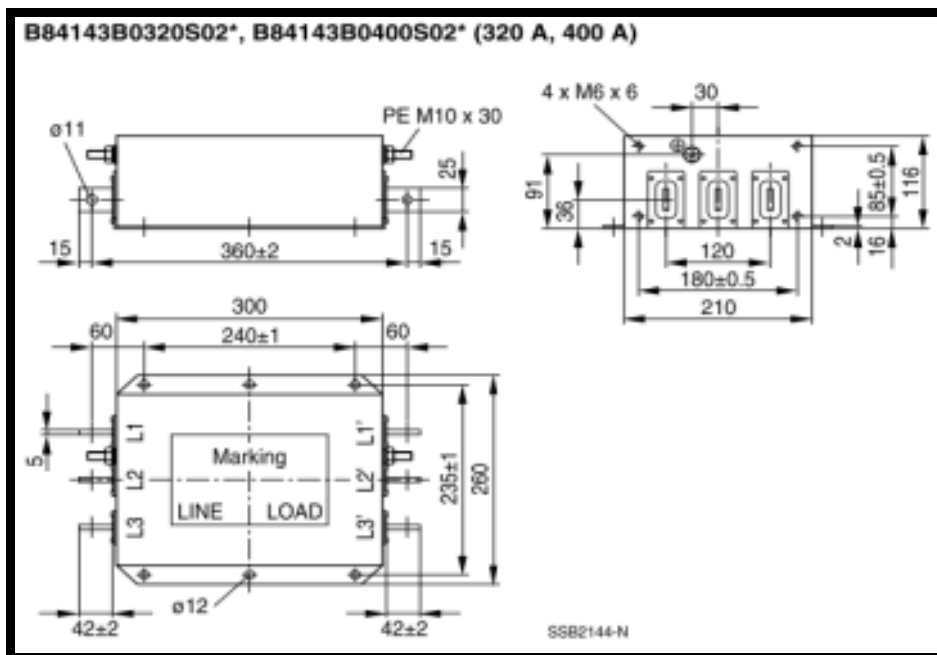 B84143B0320S02*, B84143B0400S02* (320 A, 400 A)
4 x M6 x 6
30
PE M10 x 30
ø11
25
91
36
85±0.5
116
15
360±2
15
2
16
120
180±0.5
210
300
60
240±1
60
L1
L1'
5
Marking
L2
L2'
235±1
260
LINE
LOAD
L3
L3'
ø12
42±2
42±2
SSB2144-N